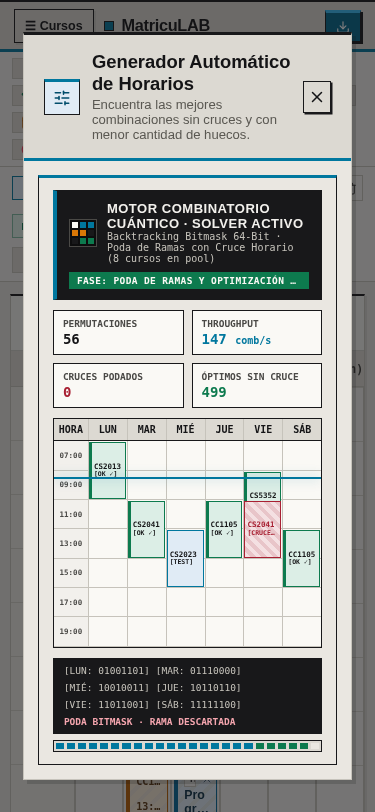 ☰ Cursos
MatricuLAB
Generador Automático
de Horarios
Encuentra las mejores
combinaciones sin cruces y con
menor cantidad de huecos.
MOTOR COMBINATORIO
CUÁNTICO · SOLVER ACTIVO
Backtracking Bitmask 64-Bit ·
Poda de Ramas con Cruce Horario
(8 cursos en pool)
FASE: PODA DE RAMAS Y OPTIMIZACIÓN …
PERMUTACIONES
56
THROUGHPUT
147 comb/s
CRUCES PODADOS
0
ÓPTIMOS SIN CRUCE
499
HORA LUN MAR MIÉ JUE VIE SÁB
07:00
CS2013
[OK ✓]
09:00
CS5352
11:00
CS2041
[OK ✓]
CC1105
[OK ✓]
CS2041
[CRUCE…
13:00
CS2023
[TEST]
CC1105
[OK ✓]
15:00
17:00
19:00
[LUN: 01001101] [MAR: 01110000]
[MIÉ: 10010011] [JUE: 10110110]
[VIE: 11011001] [SÁB: 11111100]
PODA BITMASK · RAMA DESCARTADA
13:…
Pro
gr…